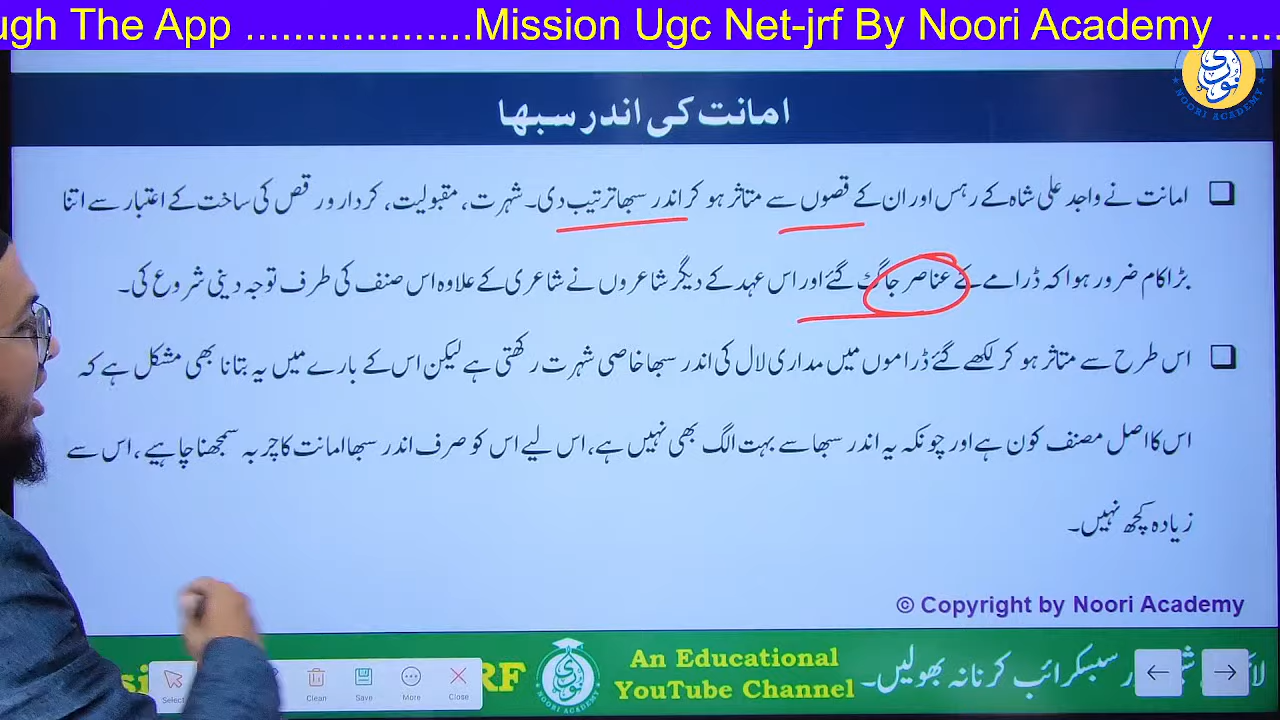 ugh The App ...................Mission Ugc Net-jrf By Noori Academy .....
NOORI ACADEMY
امانت کی اندر سبھا
امانت نے واجد علی شاہ کے رہس اور ان کے قصوں سے متاثر ہو کر اندر سبھا ترتیب دی۔ شہرت، مقبولیت، کردار و رقص کی ساخت کے اعتبار سے اتنا
بڑا کام ضرور ہوا کہ ڈرامے کے عناصر جاگ گئے اور اس عہد کے دیگر شاعروں نے شاعری کے علاوہ اس صنف کی طرف توجہ دینی شروع کی۔
اس طرح سے متاثر ہو کر لکھے گئے ڈراموں میں مداری لال کی اندر سبھا خاصی شہرت رکھتی ہے لیکن اس کے بارے میں یہ بتانا بھی مشکل ہے کہ
اس کا اصل مصنف کون ہے اور چونکہ یہ اندر سبھا سے بہت الگ بھی نہیں ہے، اس لیے اس کو صرف اندر سبھا امانت کا چربہ سمجھنا چاہیے، اس سے
زیادہ کچھ نہیں۔
© Copyright by Noori Academy
RF
An Educational
YouTube Channel
سبسکرائب کرنا نہ بھولیں۔
Select
Clean
Save
More
Close